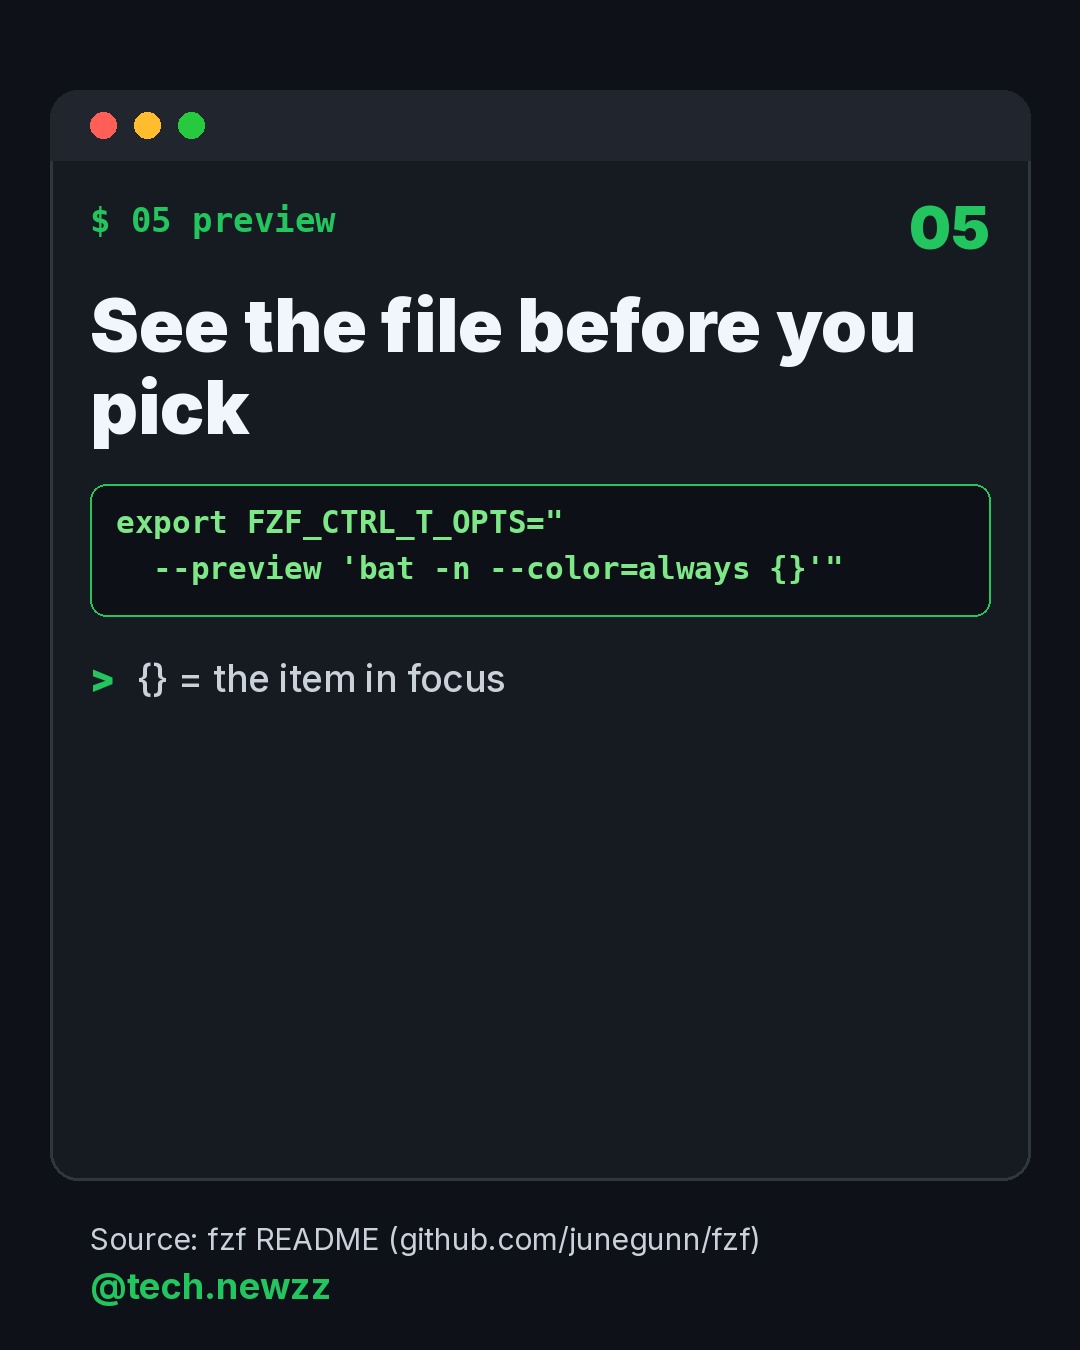 $ 05 preview
05
See the file before you
pick
export FZF_CTRL_T_OPTS="
  --preview 'bat -n --color=always {}'"
> {} = the item in focus
Source: fzf README (github.com/junegunn/fzf)
@tech.newzz